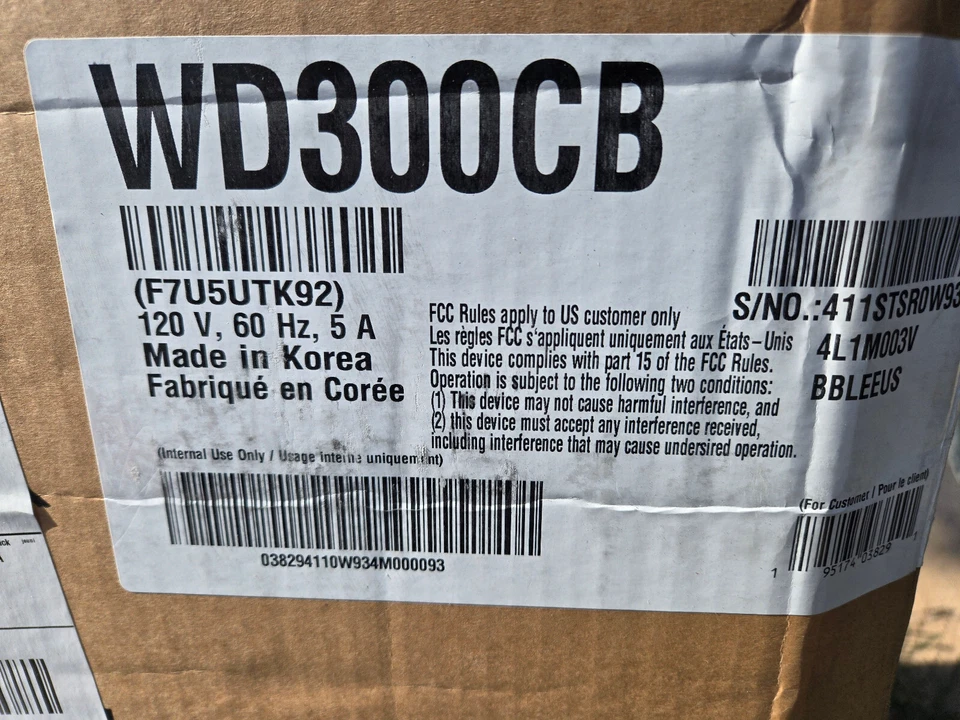 WD300CB
(F7U5UTK92)
120 V, 60 Hz, 5 A
Made in Korea
Fabriqué en Corée
FCC Rules apply to US customer only
Les règles FCC s'appliquent uniquement aux États-Unis
This device complies with part 15 of the FCC Rules.
Operation is subject to the following two conditions:
(1) This device may not cause harmful interference, and
(2) this device must accept any interference received,
including interference that may cause undersired operation.
S/NO.:411STSR0W93
4L1M003V
BBLEEUS
(Internal Use Only / Usage interne uniquement)
038294110W934M000093
(For Customer / Pour le client)
1 95174 03829 1